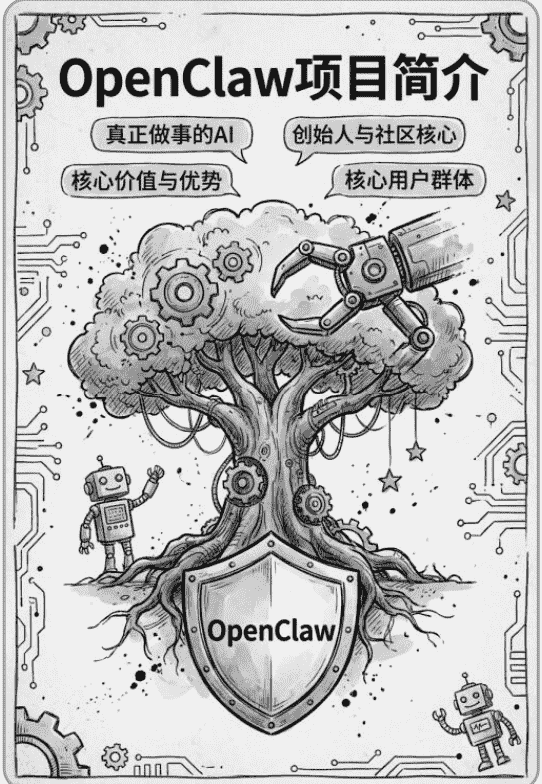 OpenClaw项目简介
真正做事的AI
创始人与社区核心
核心价值与优势
核心用户群体
OpenClaw